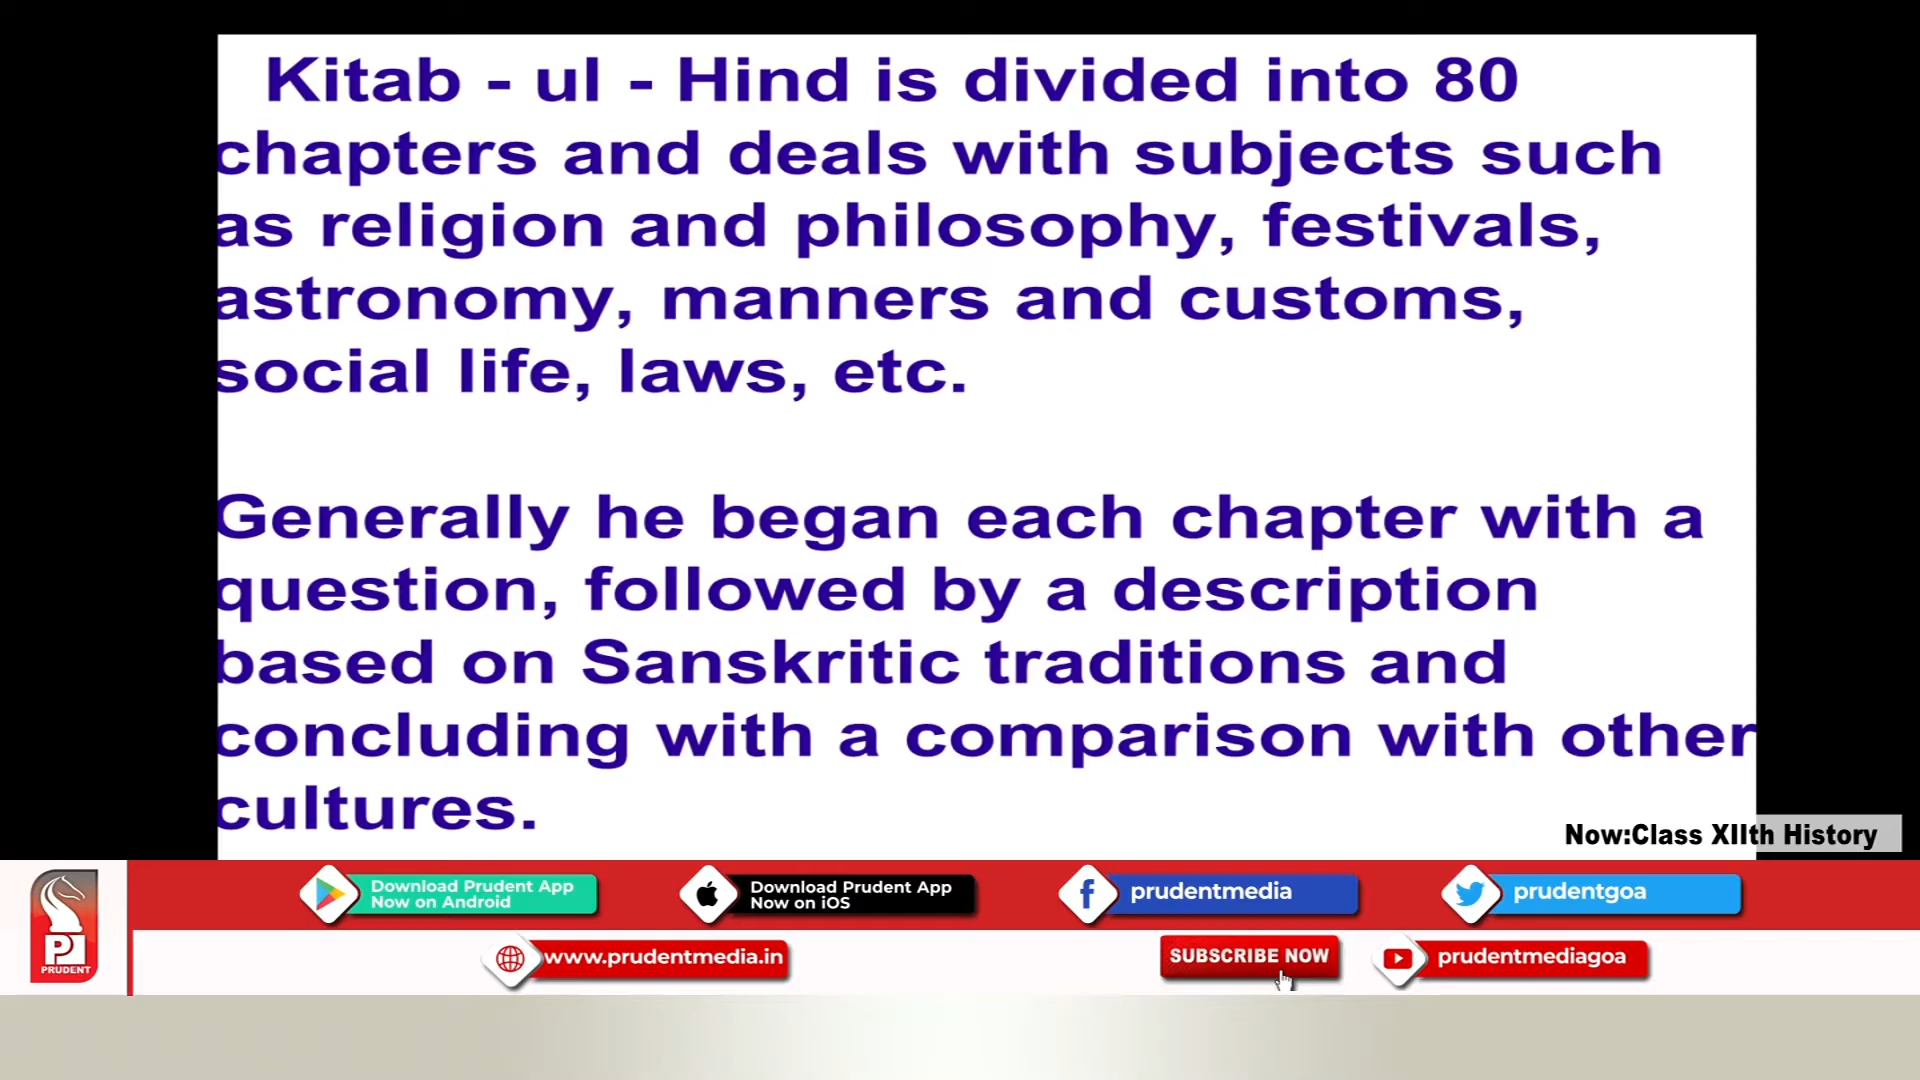 Kitab - ul - Hind is divided into 80
chapters and deals with subjects such
as religion and philosophy, festivals,
astronomy, manners and customs,
social life, laws, etc.
Generally he began each chapter with a
question, followed by a description
based on Sanskritic traditions and
concluding with a comparison with other
cultures.
Now:Class XIIth History
Download Prudent App
Now on Android
Download Prudent App
Now on iOS
prudentmedia
prudentgoa
PRUDENT
www.prudentmedia.in
SUBSCRIBE NOW
prudentmediagoa